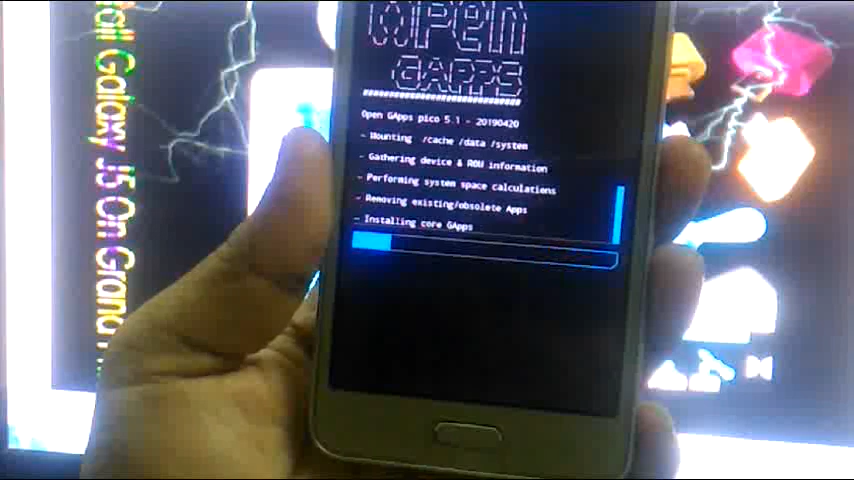 OPEN
GAPPS
##############################
Open GApps pico 5.1 - 20190420
- Mounting /cache /data /system
- Gathering device & ROM information
- Performing system space calculations
- Removing existing/obsolete Apps
- Installing core GApps
all Galaxy J5 On Grand